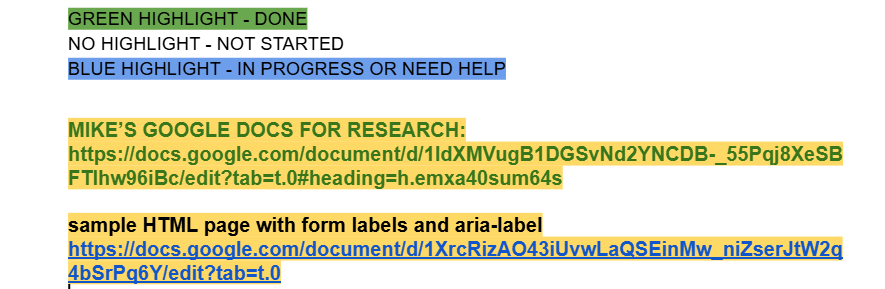 GREEN HIGHLIGHT - DONE
NO HIGHLIGHT - NOT STARTED
BLUE HIGHLIGHT - IN PROGRESS OR NEED HELP
MIKE'S GOOGLE DOCS FOR RESEARCH:
https://docs.google.com/document/d/1ldXMVugB1DGSvNd2YNCDB-_55Pqj8XeSB
FTlhw96iBc/edit?tab=t.0#heading=h.emxa40sum64s
sample HTML page with form labels and aria-label
https://docs.google.com/document/d/1XrcRizAO43iUvwLaQSEinMw_niZserJtW2q
4bSrPq6Y/edit?tab=t.0